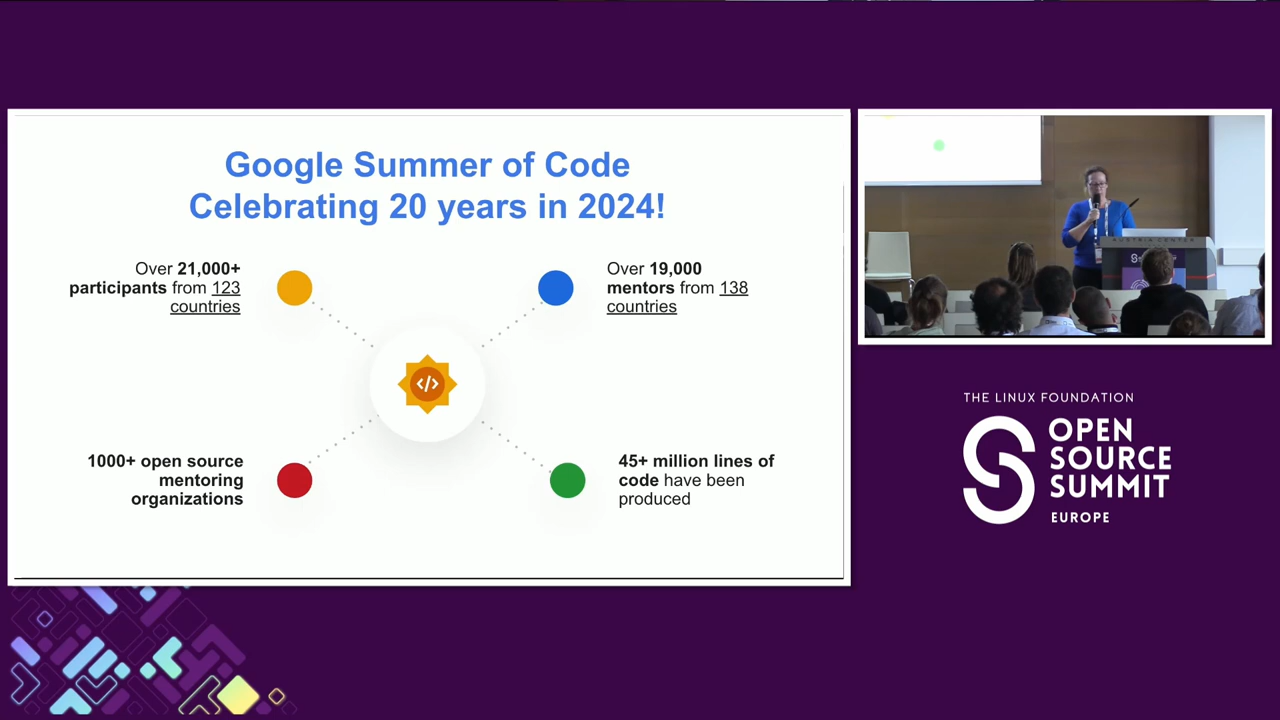 Google Summer of Code
Celebrating 20 years in 2024!
Over 21,000+
participants from 123
countries
Over 19,000
mentors from 138
countries
</>
1000+ open source
mentoring
organizations
45+ million lines of
code have been
produced
AUSTRIA CENTER
THE LINUX FOUNDATION
OPEN
SOURCE
SUMMIT
EUROPE